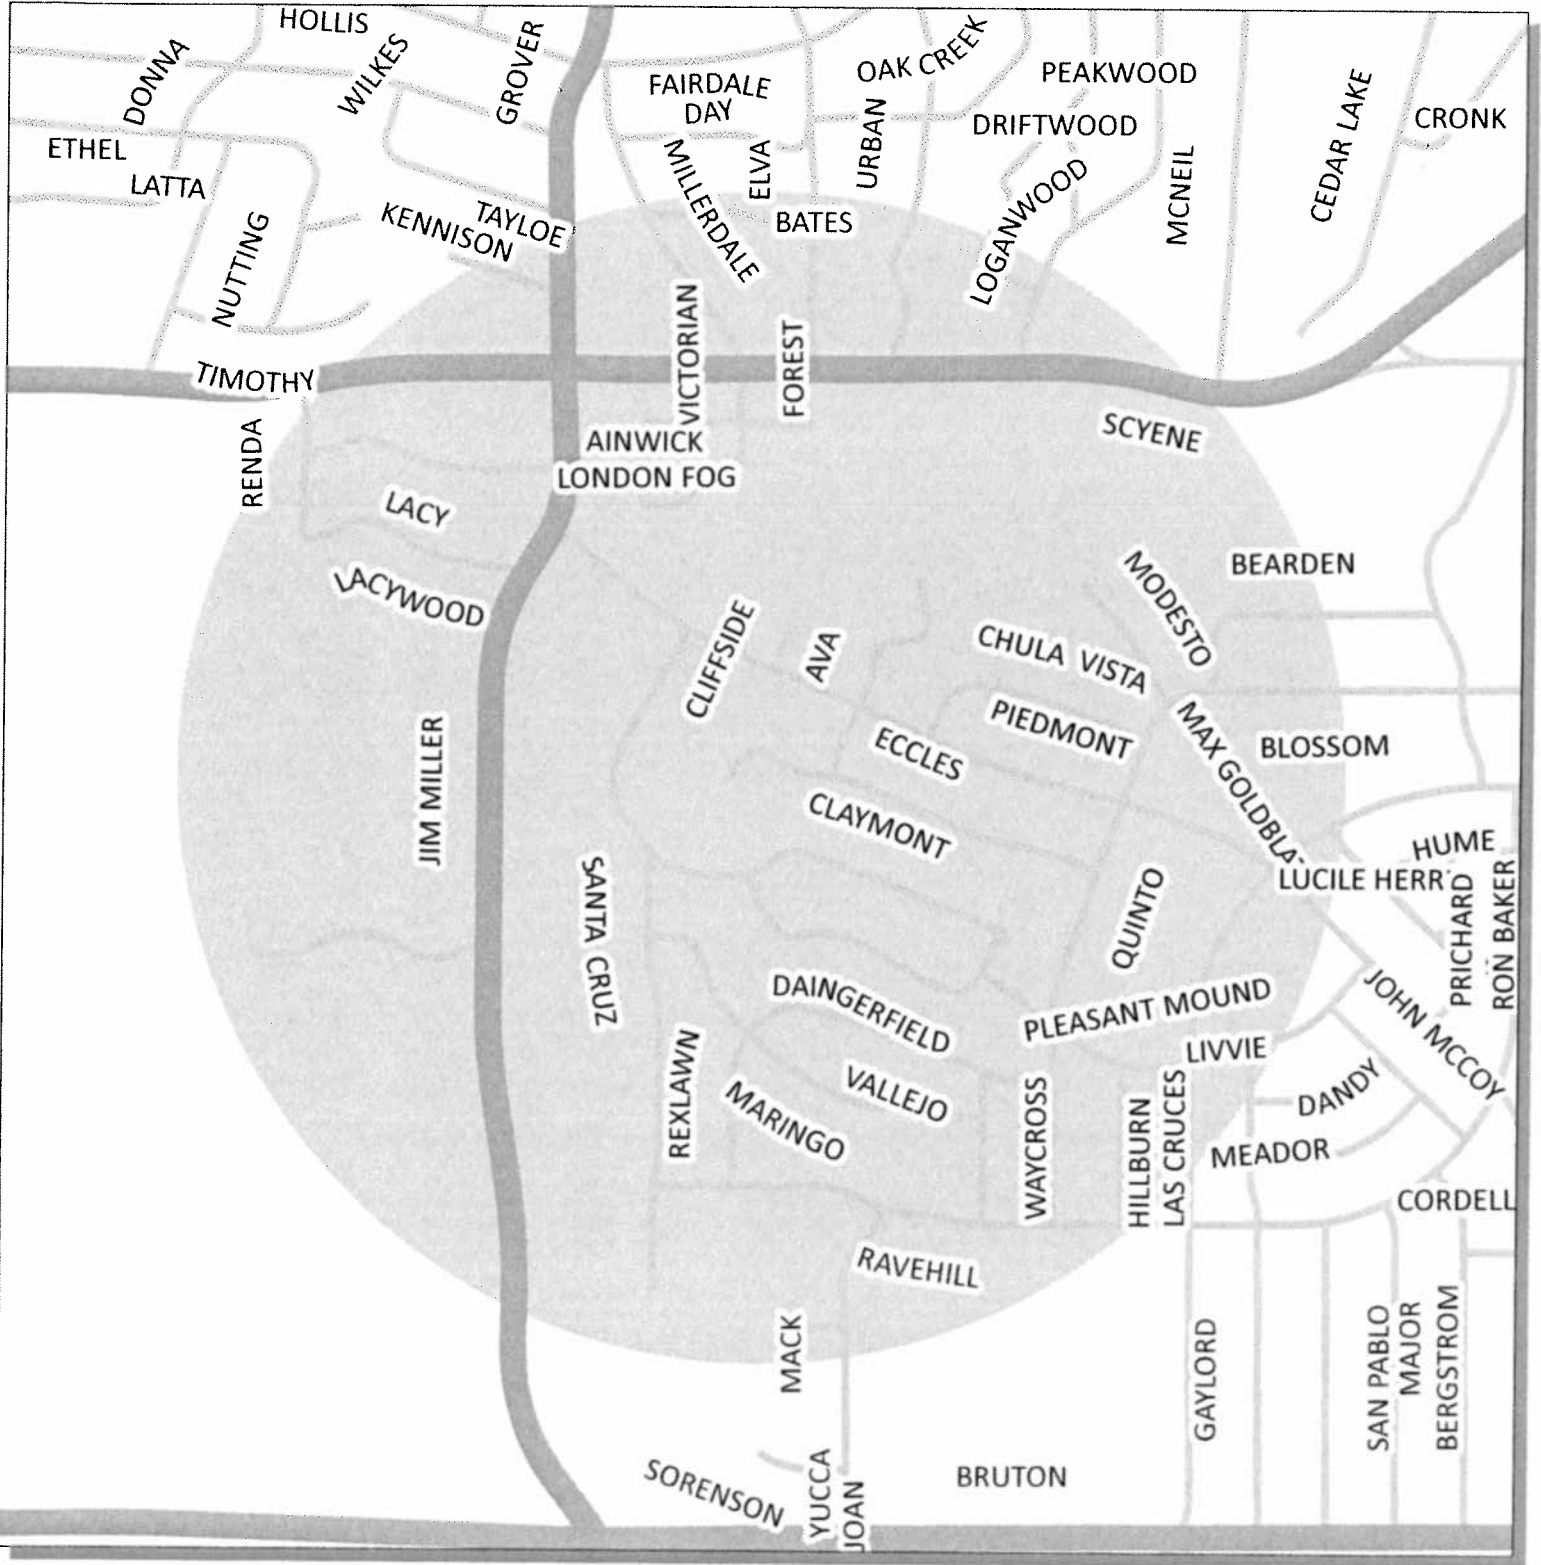 HOLLIS
DONNA
WILKES
GROVER
FAIRDALE
DAY
OAK CREEK
PEAKWOOD
URBAN
DRIFTWOOD
CEDAR LAKE
CRONK
ETHEL
LATTA
MILLERDALE
ELVA
MCNEIL
NUTTING
KENNISON
TAYLOE
BATES
LOGANWOOD
VICTORIAN
FOREST
TIMOTHY
RENDA
AINWICK
LONDON FOG
SCYENE
LACY
LACYWOOD
MODESTO
BEARDEN
CLIFFSIDE
AVA
CHULA VISTA
PIEDMONT
ECCLES
MAX GOLDBLA
BLOSSOM
JIM MILLER
CLAYMONT
HUME
LUCILE HERR
SANTA CRUZ
QUINTO
PRICHARD
RON BAKER
DAINGERFIELD
PLEASANT MOUND
JOHN MCCOY
LIVVIE
REXLAWN
VALLEJO
MARINGO
WAYCROSS
HILLBURN
LAS CRUCES
DANDY
MEADOR
CORDELL
RAVEHILL
MACK
GAYLORD
SAN PABLO
MAJOR
BERGSTROM
SORENSON
YUCCA
JOAN
BRUTON